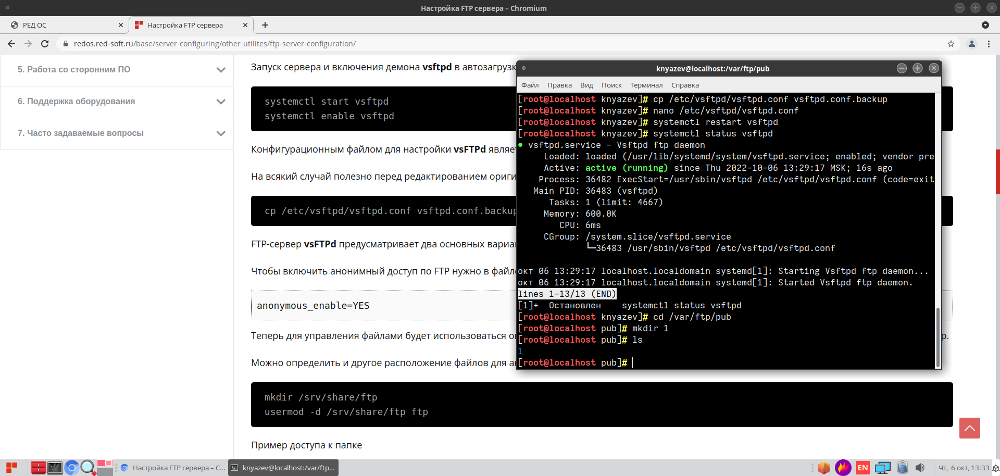 Настройка FTP сервера – Chromium
РЕД ОС
Настройка FTP сервера
redos.red-soft.ru/base/server-configuring/other-utilites/ftp-server-configuration/
5. Работа со сторонним ПО
6. Поддержка оборудования
7. Часто задаваемые вопросы
Запуск сервера и включения демона vsftpd в автозагрузк
systemctl start vsftpd
systemctl enable vsftpd
Конфигурационным файлом для настройки vsFTPd являет
На всякий случай полезно перед редактированием ориги
cp /etc/vsftpd/vsftpd.conf vsftpd.conf.backup
FTP-сервер vsFTPd предусматривает два основных вариан
Чтобы включить анонимный доступ по FTP нужно в файле
anonymous_enable=YES
Теперь для управления файлами будет использоваться оп
р.
Можно определить и другое расположение файлов для ан
mkdir /srv/share/ftp
usermod -d /srv/share/ftp ftp
Пример доступа к папке
knyazev@localhost:/var/ftp/pub
Файл Правка Вид Поиск Терминал Справка
[root@localhost knyazev]# cp /etc/vsftpd/vsftpd.conf vsftpd.conf.backup
[root@localhost knyazev]# nano /etc/vsftpd/vsftpd.conf
[root@localhost knyazev]# systemctl restart vsftpd
[root@localhost knyazev]# systemctl status vsftpd
● vsftpd.service - Vsftpd ftp daemon
Loaded: loaded (/usr/lib/systemd/system/vsftpd.service; enabled; vendor pre
Active: active (running) since Thu 2022-10-06 13:29:17 MSK; 16s ago
Process: 36482 ExecStart=/usr/sbin/vsftpd /etc/vsftpd/vsftpd.conf (code=exit
Main PID: 36483 (vsftpd)
Tasks: 1 (limit: 4667)
Memory: 600.0K
CPU: 6ms
CGroup: /system.slice/vsftpd.service
└─36483 /usr/sbin/vsftpd /etc/vsftpd/vsftpd.conf
окт 06 13:29:17 localhost.localdomain systemd[1]: Starting Vsftpd ftp daemon...
окт 06 13:29:17 localhost.localdomain systemd[1]: Started Vsftpd ftp daemon.
lines 1-13/13 (END)
[1]+ Остановлен systemctl status vsftpd
[root@localhost knyazev]# cd /var/ftp/pub
[root@localhost pub]# mkdir 1
[root@localhost pub]# ls
1
[root@localhost pub]#
Настройка FTP сервера – C...
knyazev@localhost:/var/ftp...
EN
Чт, 6 окт, 13:33